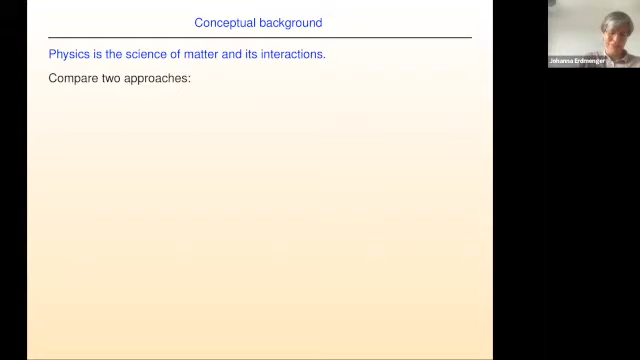 Conceptual background
Physics is the science of matter and its interactions.
Compare two approaches:
Johanna Erdmenger